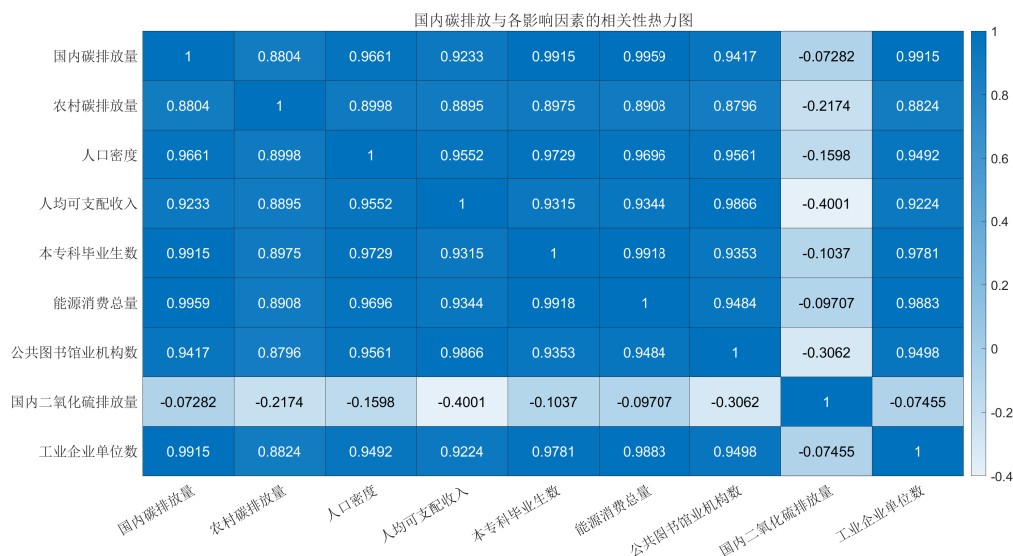 国内碳排放与各影响因素的相关性热力图
国内碳排放量 1 0.8804 0.9661 0.9233 0.9915 0.9959 0.9417 -0.07282 0.9915
农村碳排放量 0.8804 1 0.8998 0.8895 0.8975 0.8908 0.8796 -0.2174 0.8824
人口密度 0.9661 0.8998 1 0.9552 0.9729 0.9696 0.9561 -0.1598 0.9492
人均可支配收入 0.9233 0.8895 0.9552 1 0.9315 0.9344 0.9866 -0.4001 0.9224
本专科毕业生数 0.9915 0.8975 0.9729 0.9315 1 0.9918 0.9353 -0.1037 0.9781
能源消费总量 0.9959 0.8908 0.9696 0.9344 0.9918 1 0.9484 -0.09707 0.9883
公共图书馆业机构数 0.9417 0.8796 0.9561 0.9866 0.9353 0.9484 1 -0.3062 0.9498
国内二氧化硫排放量 -0.07282 -0.2174 -0.1598 -0.4001 -0.1037 -0.09707 -0.3062 1 -0.07455
工业企业单位数 0.9915 0.8824 0.9492 0.9224 0.9781 0.9883 0.9498 -0.07455 1
国内碳排放量 农村碳排放量 人口密度 人均可支配收入 本专科毕业生数 能源消费总量 公共图书馆业机构数 国内二氧化硫排放量 工业企业单位数
1
0.8
0.6
0.4
0.2
0
-0.2
-0.4